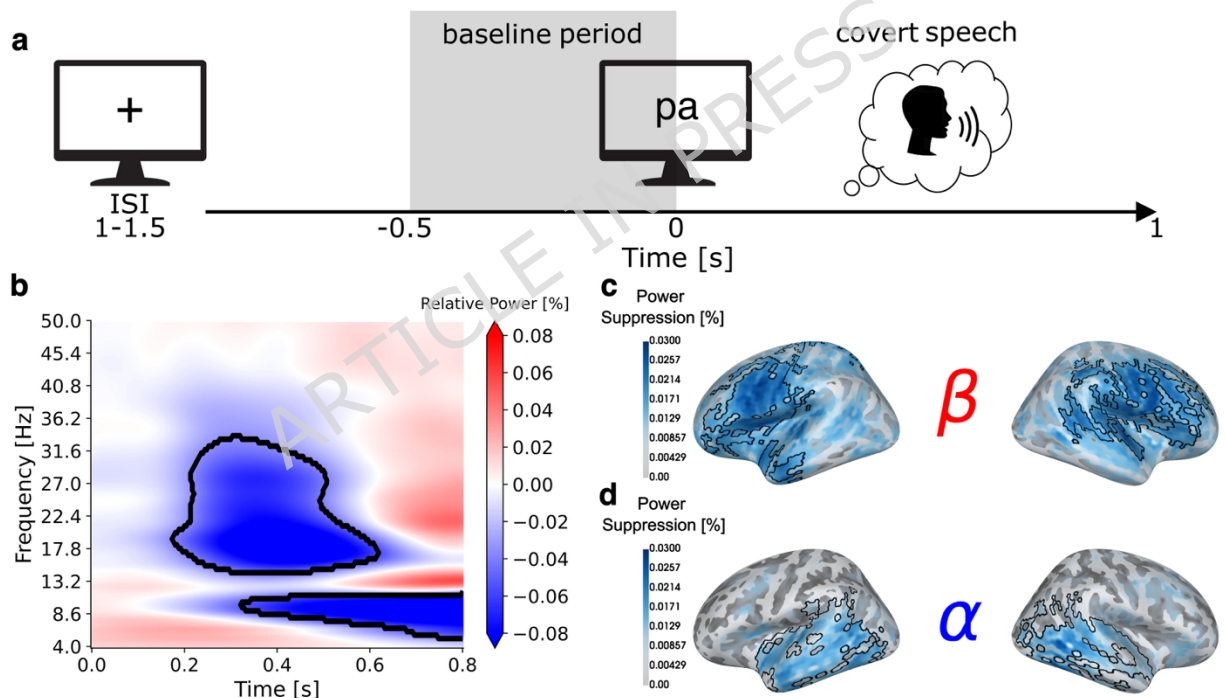 a
baseline period
covert speech
+
pa
ISI
1-1.5
-0.5
0
1
Time [s]
ARTICLE IN PRESS
b
Relative Power [%]
50.0
45.4
40.8
36.2
31.6
27.0
22.4
17.8
13.2
8.6
4.0
Frequency [Hz]
0.0 0.2 0.4 0.6 0.8
Time [s]
0.08
0.06
0.04
0.02
0.00
−0.02
−0.04
−0.06
−0.08
c
Power
Suppression [%]
0.0300
0.0257
0.0214
0.0171
0.0129
0.00857
0.00429
0.00
β
d
Power
Suppression [%]
0.0300
0.0257
0.0214
0.0171
0.0129
0.00857
0.00429
0.00
α